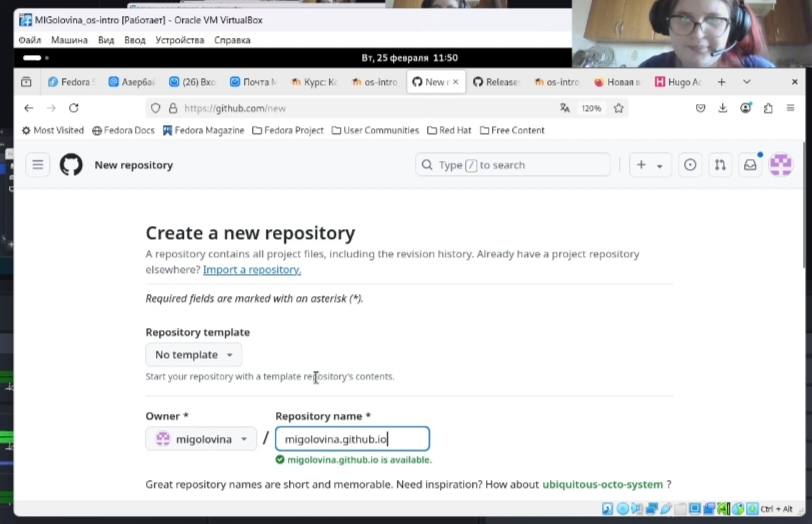 MIGolovina_os-intro [Работает] - Oracle VM VirtualBox
Файл Машина Вид Ввод Устройства Справка
Вт, 25 февраля 11:50
Fedora Азерба (26) Вхо Почта М Курс: Ко os-intro New r Release os-intro Новая в Hugo Ac
https://github.com/new 120%
Most Visited Fedora Docs Fedora Magazine Fedora Project User Communities Red Hat Free Content
New repository Type / to search
Create a new repository
A repository contains all project files, including the revision history. Already have a project repository
elsewhere? Import a repository.
Required fields are marked with an asterisk (*).
Repository template
No template
Start your repository with a template repository's contents.
Owner * Repository name *
migolovina / migolovina.github.io
migolovina.github.io is available.
Great repository names are short and memorable. Need inspiration? How about ubiquitous-octo-system ?
Ctrl + Alt